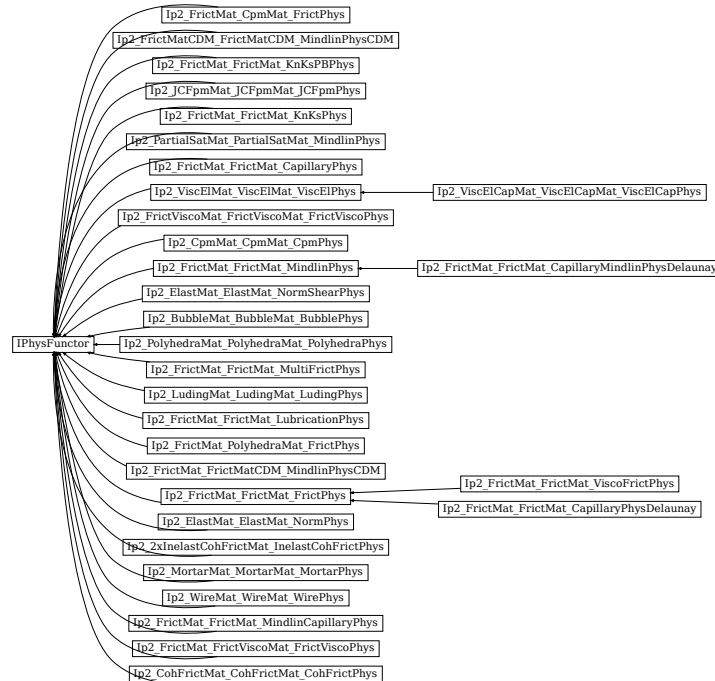 Ip2_FrictMat_CpmMat_FrictPhys
Ip2_FrictMatCDM_FrictMatCDM_MindlinPhysCDM
Ip2_FrictMat_FrictMat_KnKsPBPhys
Ip2_JCFpmMat_JCFpmMat_JCFpmPhys
Ip2_FrictMat_FrictMat_KnKsPhys
Ip2_PartialSatMat_PartialSatMat_MindlinPhys
Ip2_FrictMat_FrictMat_CapillaryPhys
Ip2_ViscElMat_ViscElMat_ViscElPhys
Ip2_ViscElCapMat_ViscElCapMat_ViscElCapPhys
Ip2_FrictViscoMat_FrictViscoMat_FrictViscoPhys
Ip2_CpmMat_CpmMat_CpmPhys
Ip2_FrictMat_FrictMat_MindlinPhys
Ip2_FrictMat_FrictMat_CapillaryMindlinPhysDelaunay
Ip2_ElastMat_ElastMat_NormShearPhys
Ip2_BubbleMat_BubbleMat_BubblePhys
IPhysFunctor
Ip2_PolyhedraMat_PolyhedraMat_PolyhedraPhys
Ip2_FrictMat_FrictMat_MultiFrictPhys
Ip2_LudingMat_LudingMat_LudingPhys
Ip2_FrictMat_FrictMat_LubricationPhys
Ip2_FrictMat_PolyhedraMat_FrictPhys
Ip2_FrictMat_FrictMatCDM_MindlinPhysCDM
Ip2_FrictMat_FrictMat_ViscoFrictPhys
Ip2_FrictMat_FrictMat_FrictPhys
Ip2_FrictMat_FrictMat_CapillaryPhysDelaunay
Ip2_ElastMat_ElastMat_NormPhys
Ip2_2xInelastCohFrictMat_InelastCohFrictPhys
Ip2_MortarMat_MortarMat_MortarPhys
Ip2_WireMat_WireMat_WirePhys
Ip2_FrictMat_FrictMat_MindlinCapillaryPhys
Ip2_FrictMat_FrictViscoMat_FrictViscoPhys
Ip2_CohFrictMat_CohFrictMat_CohFrictPhys